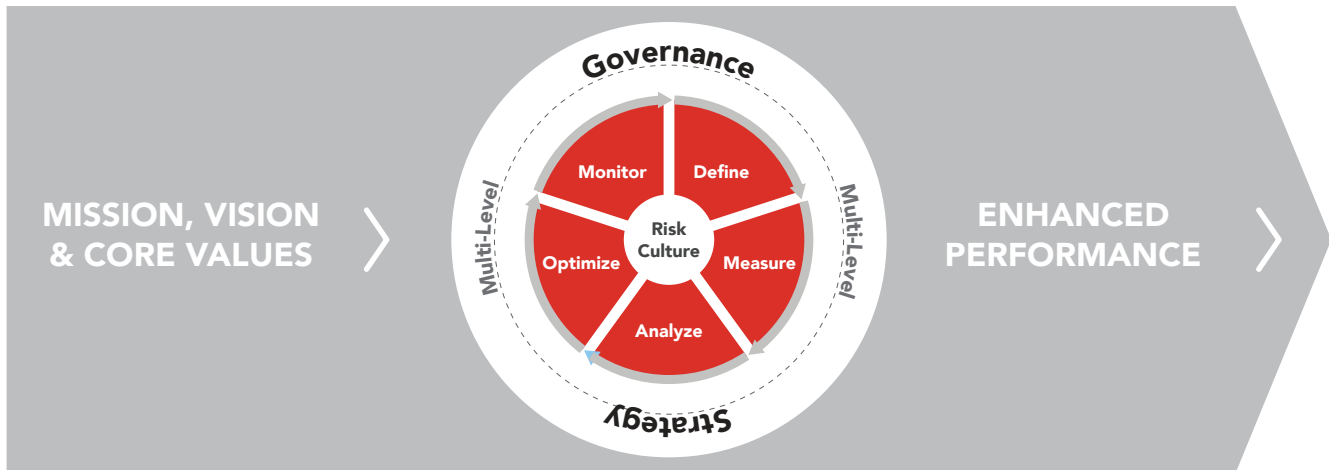 MISSION, VISION
& CORE VALUES
Governance
Multi-Level
Monitor
Define
Risk
Culture
Optimize
Measure
Analyze
Multi-Level
Strategy
ENHANCED
PERFORMANCE